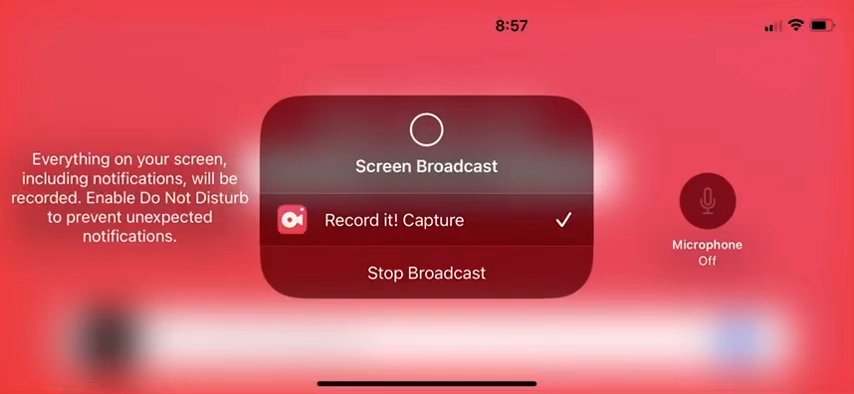 8:57
Everything on your screen,
including notifications, will be
recorded. Enable Do Not Disturb
to prevent unexpected
notifications.
Screen Broadcast
Record it! Capture
Stop Broadcast
Microphone
Off